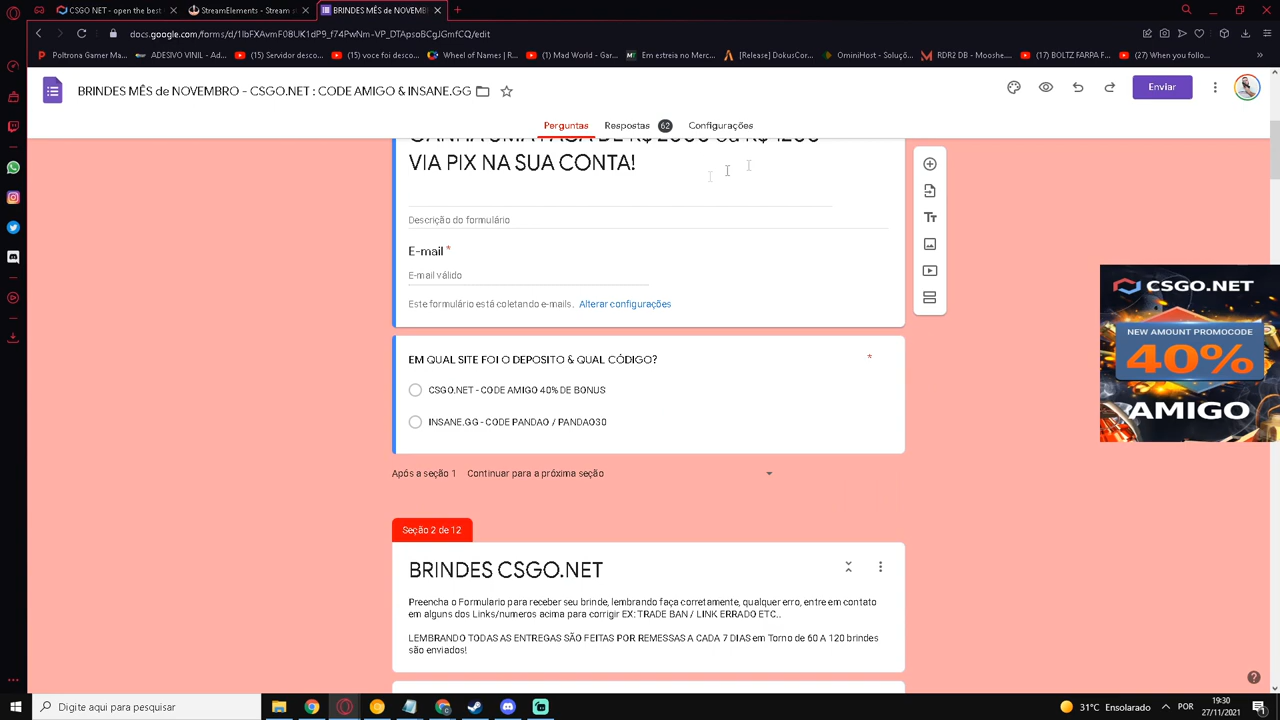 CSGO NET - open the best
StreamElements - Stream s
BRINDES MÊS de NOVEMB
docs.google.com/forms/d/1lbFXAvmF08UK1dP9_f74PwNm-VP_DTApsoBCgJGmfCQ/edit
Poltrona Gamer Ma...
ADESIVO VINIL - Ad...
(15) Servidor desco...
(15) voce foi desco...
Wheel of Names | R...
(1) Mad World - Gar...
Em estreia no Merc...
[Release] DokusCor...
OminiHost - Soluçõ...
RDR2 DB - Mooshe...
(17) BOLTZ FARPA F...
(27) When you follo...
BRINDES MÊS de NOVEMBRO - CSGO.NET : CODE AMIGO & INSANE.GG
Enviar
Perguntas
Respostas 62
Configurações
GANHA UMA FACA DE R$ 2000 ou R$ 1200
VIA PIX NA SUA CONTA!
Descrição do formulário
E-mail *
E-mail válido
Este formulário está coletando e-mails. Alterar configurações
EM QUAL SITE FOI O DEPOSITO & QUAL CÓDIGO? *
CSGO.NET - CODE AMIGO 40% DE BONUS
INSANE.GG - CODE PANDAO / PANDAO30
Após a seção 1 Continuar para a próxima seção
Seção 2 de 12
BRINDES CSGO.NET
Preencha o Formulario para receber seu brinde, lembrando faça corretamente, qualquer erro, entre em contato
em alguns dos Links/numeros acima para corrigir EX: TRADE BAN / LINK ERRADO ETC..
LEMBRANDO TODAS AS ENTREGAS SÃO FEITAS POR REMESSAS A CADA 7 DIAS em Torno de 60 A 120 brindes
são enviados!
CSGO.NET
NEW AMOUNT PROMOCODE
40%
AMIGO
Digite aqui para pesquisar
31°C Ensolarado
POR
19:30
27/11/2021